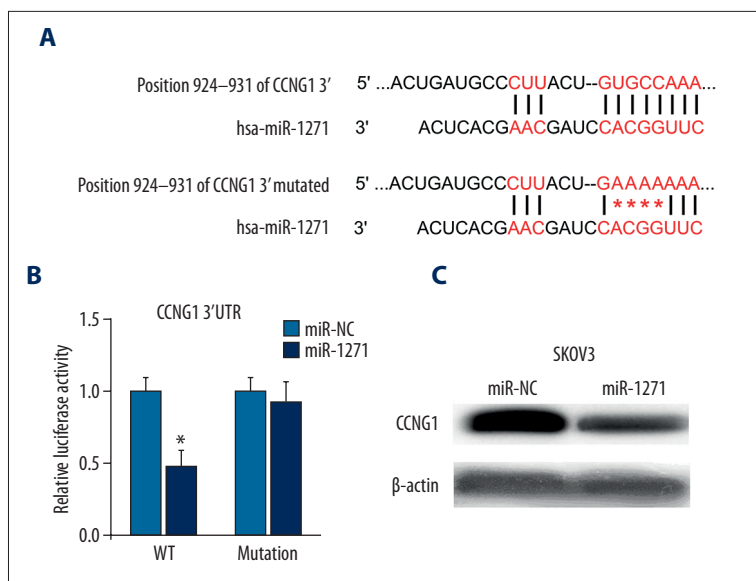 A
Position 924–931 of CCNG1 3' 5' ...ACUGAUGCCCUUACU--GUGCCAAA...
hsa-miR-1271 3' ACUCACGAACGAUCCACGGUUC
Position 924–931 of CCNG1 3' mutated 5' ...ACUGAUGCCCUUACU--GAAAAAAA...
****
hsa-miR-1271 3' ACUCACGAACGAUCCACGGUUC
B
CCNG1 3'UTR
miR-NC
miR-1271
Relative luciferase activity
1.5
1.0
0.5
0.0
*
WT Mutation
C
SKOV3
miR-NC miR-1271
CCNG1
β-actin